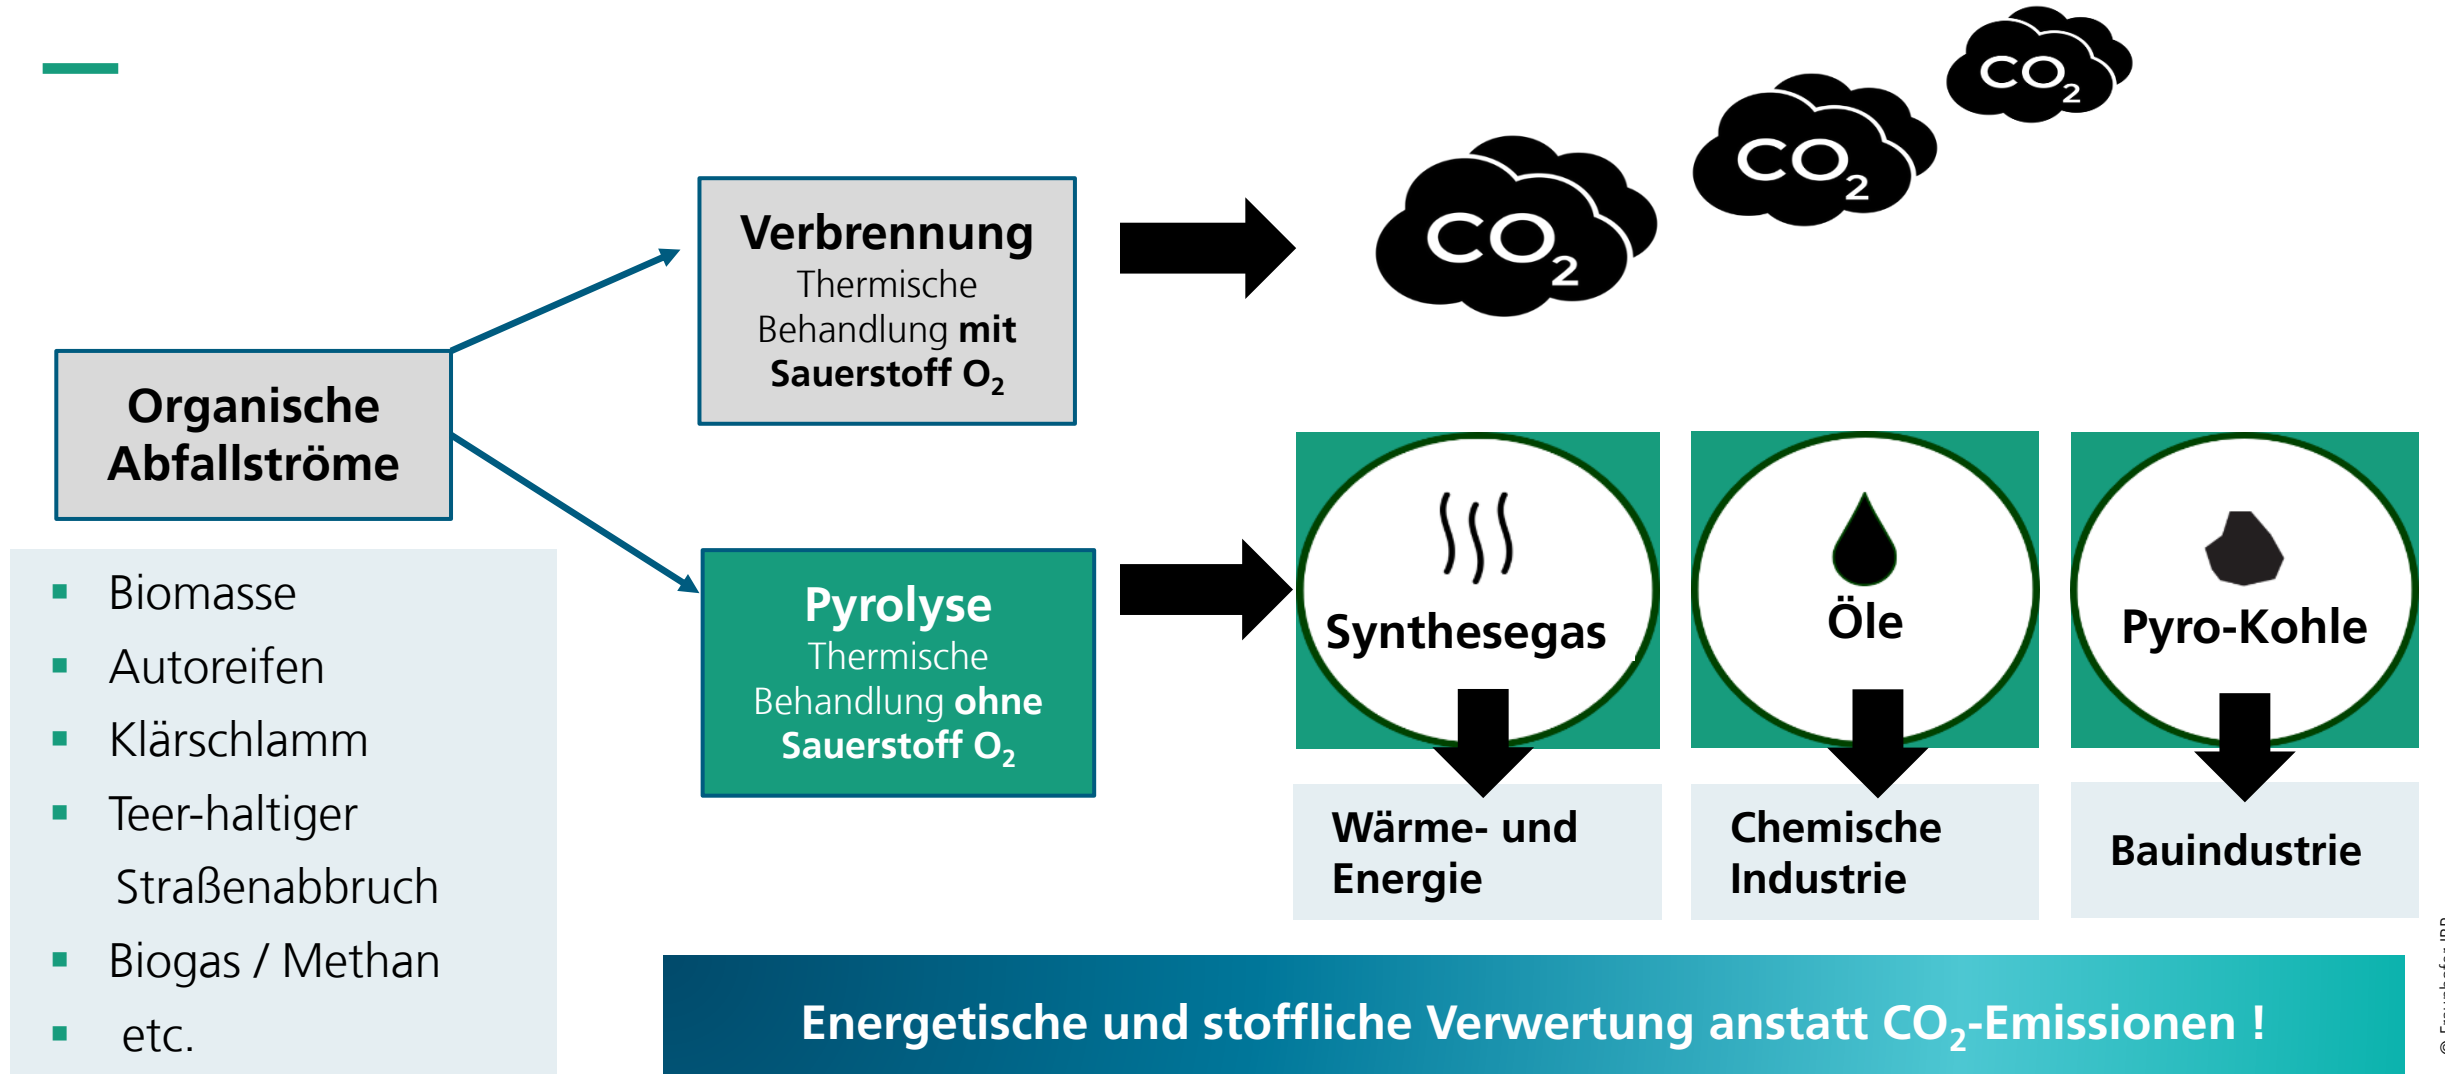 CO2
CO2
CO2
Verbrennung
Thermische
Behandlung mit
Sauerstoff O2
Organische
Abfallströme
▪ Biomasse
▪ Autoreifen
▪ Klärschlamm
▪ Teer-haltiger
Straßenabbruch
▪ Biogas / Methan
▪ etc.
Pyrolyse
Thermische
Behandlung ohne
Sauerstoff O2
Synthesegas
Öle
Pyro-Kohle
Wärme- und
Energie
Chemische
Industrie
Bauindustrie
Energetische und stoffliche Verwertung anstatt CO2-Emissionen !
© Fraunhofer IBP